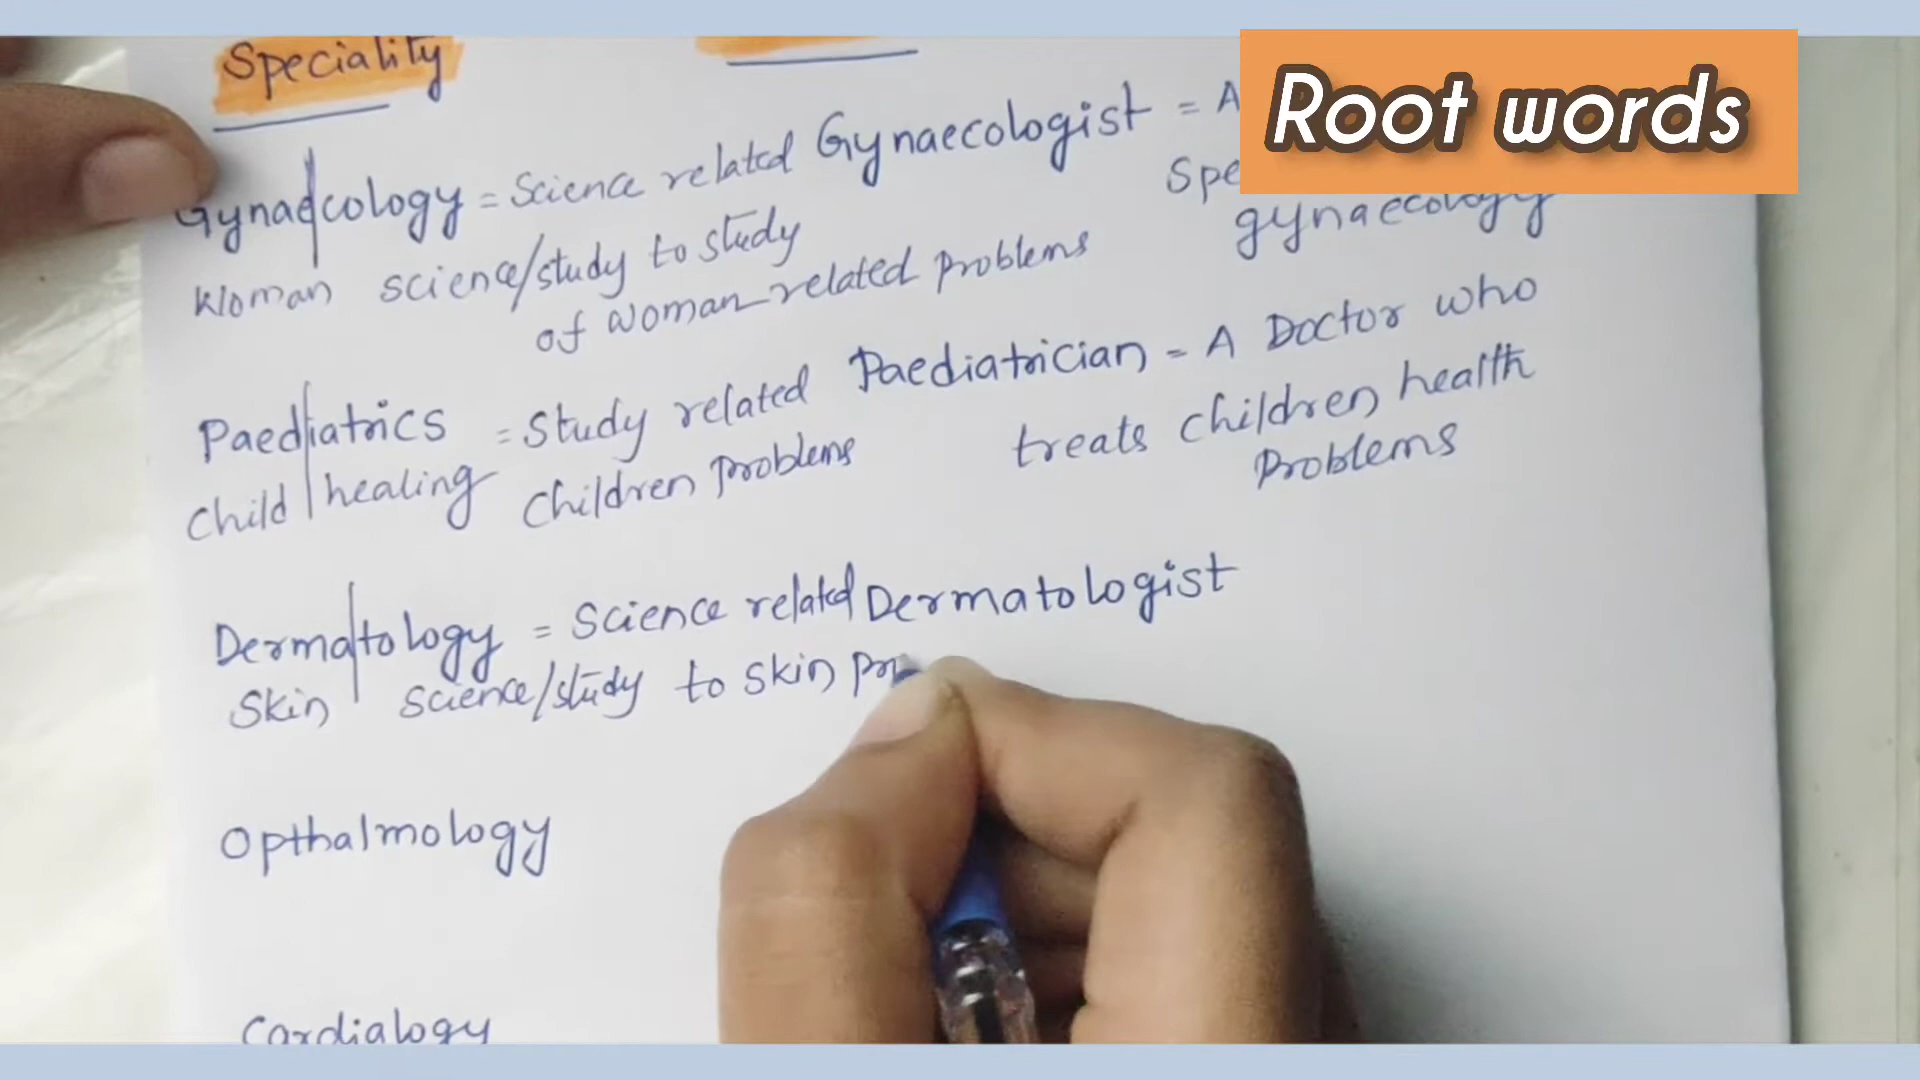 Speciality
Root words
Gynaecology = Science related Gynaecologist = A
Woman science/study to study Spe
of woman related problems gynaecology
Paediatrics = Study related Paediatrician = A Doctor who
child healing children problems treats children health
problems
Dermatology = Science related Dermatologist
Skin science/study to skin pro
Opthalmology
Cardialogy